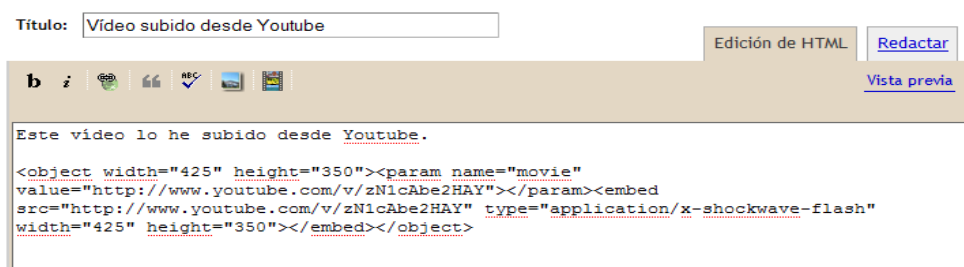 Título: Vídeo subido desde Youtube
Edición de HTML Redactar
b i ABC Vista previa
Este vídeo lo he subido desde Youtube.
<object width="425" height="350"><param name="movie"
value="http://www.youtube.com/v/zN1cAbe2HAY"></param><embed
src="http://www.youtube.com/v/zN1cAbe2HAY" type="application/x-shockwave-flash"
width="425" height="350"></embed></object>